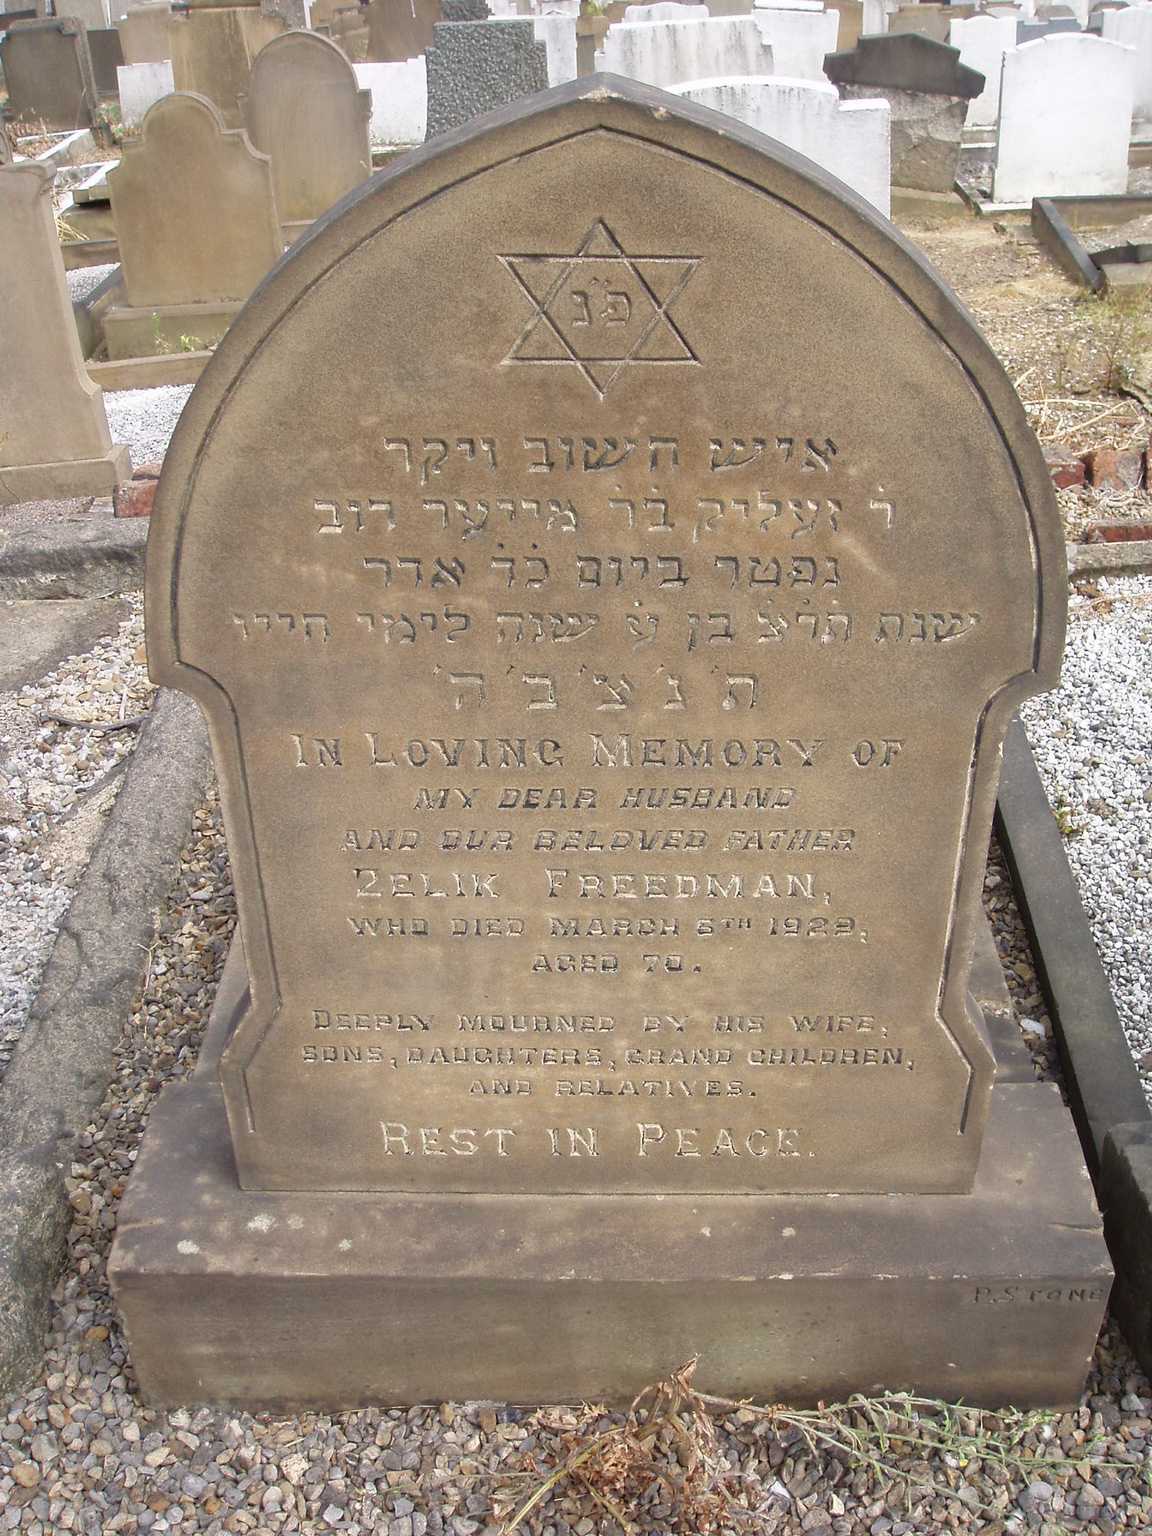 פ"נ
איש חשוב ויקר
ר׳ זעליק בר׳ מייער דוב
נפטר ביום כ׳ד׳ אדר
שנת ת׳ר׳צ׳ בן ע׳ שנה לימי חייו
ת׳ נ׳ צ׳ ב׳ ה׳
IN LOVING MEMORY OF
MY DEAR HUSBAND
AND OUR BELOVED FATHER
ZELIK FREEDMAN,
WHO DIED MARCH 5TH 1929,
AGED 70.
DEEPLY MOURNED BY HIS WIFE,
SONS, DAUGHTERS, GRAND CHILDREN,
AND RELATIVES.
REST IN PEACE.
P. STONE